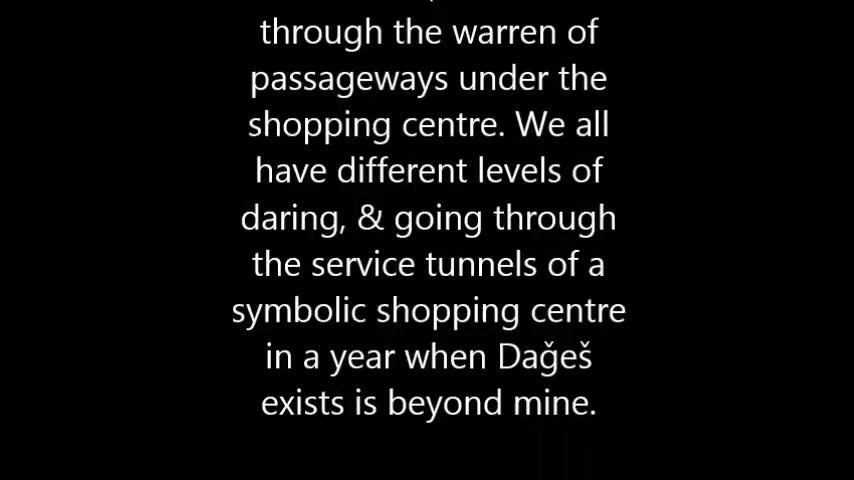 through the warren of
passageways under the
shopping centre. We all
have different levels of
daring, & going through
the service tunnels of a
symbolic shopping centre
in a year when Dağeš
exists is beyond mine.